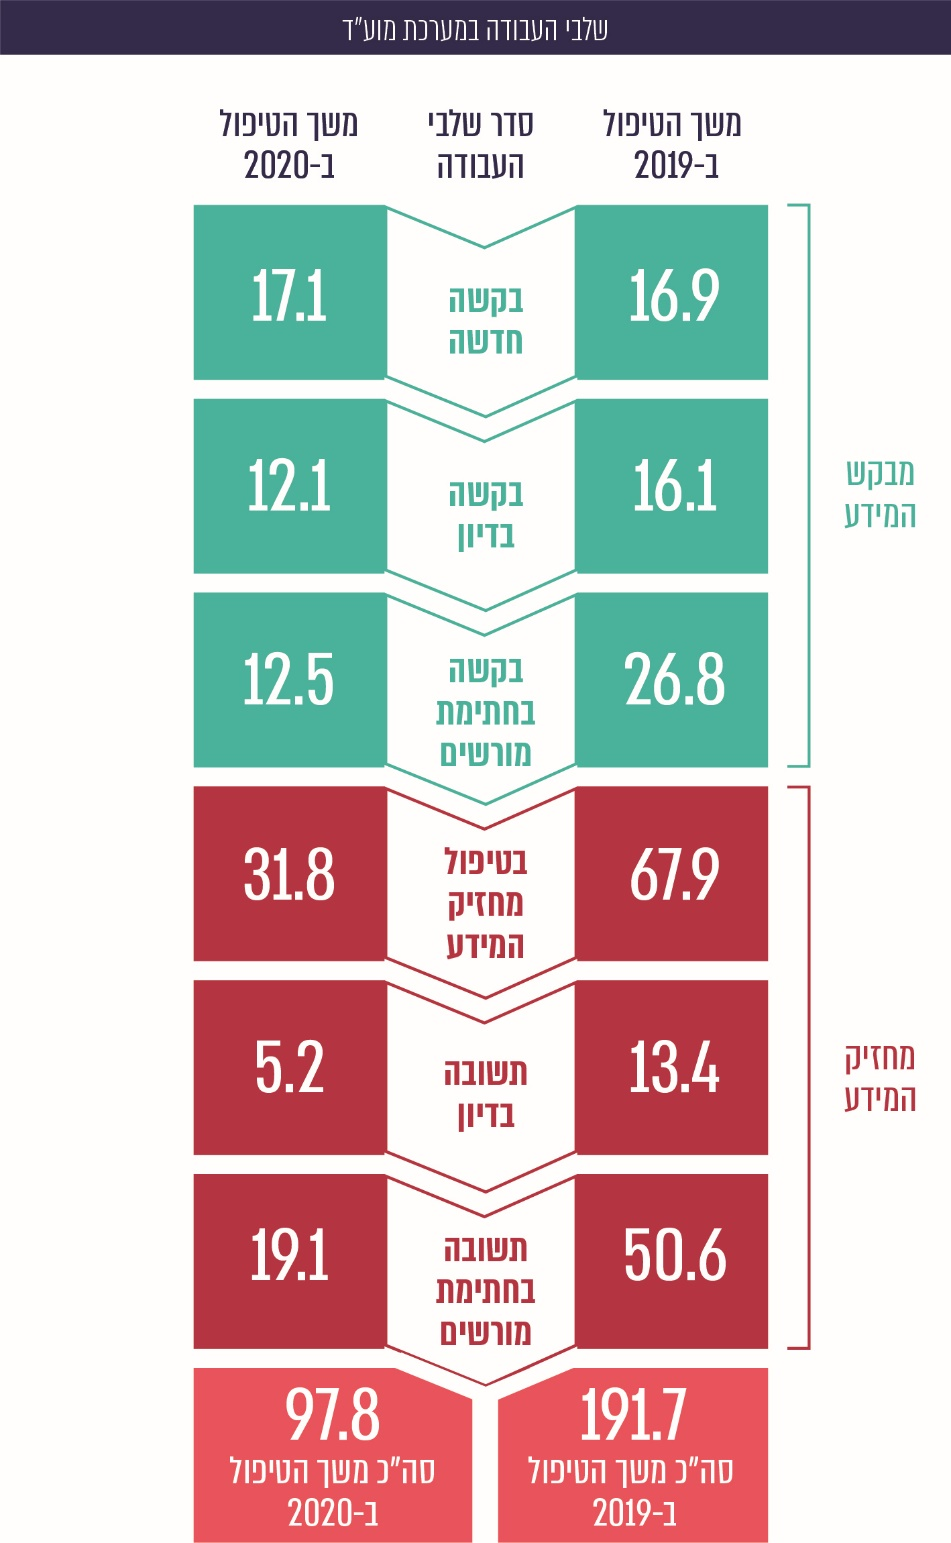 שלבי העבודה במערכת מוע"ד
משך הטיפול
ב-2019
סדר שלבי
העבודה
משך הטיפול
ב-2020
מבקש
המידע
16.9
בקשה
חדשה
17.1
16.1
בקשה
בדיון
12.1
26.8
בקשה
בחתימת
מורשים
12.5
מחזיק
המידע
67.9
בטיפול
מחזיק
המידע
31.8
13.4
תשובה
בדיון
5.2
50.6
תשובה
בחתימת
מורשים
19.1
191.7
סה"כ משך הטיפול
ב-2019
97.8
סה"כ משך הטיפול
ב-2020